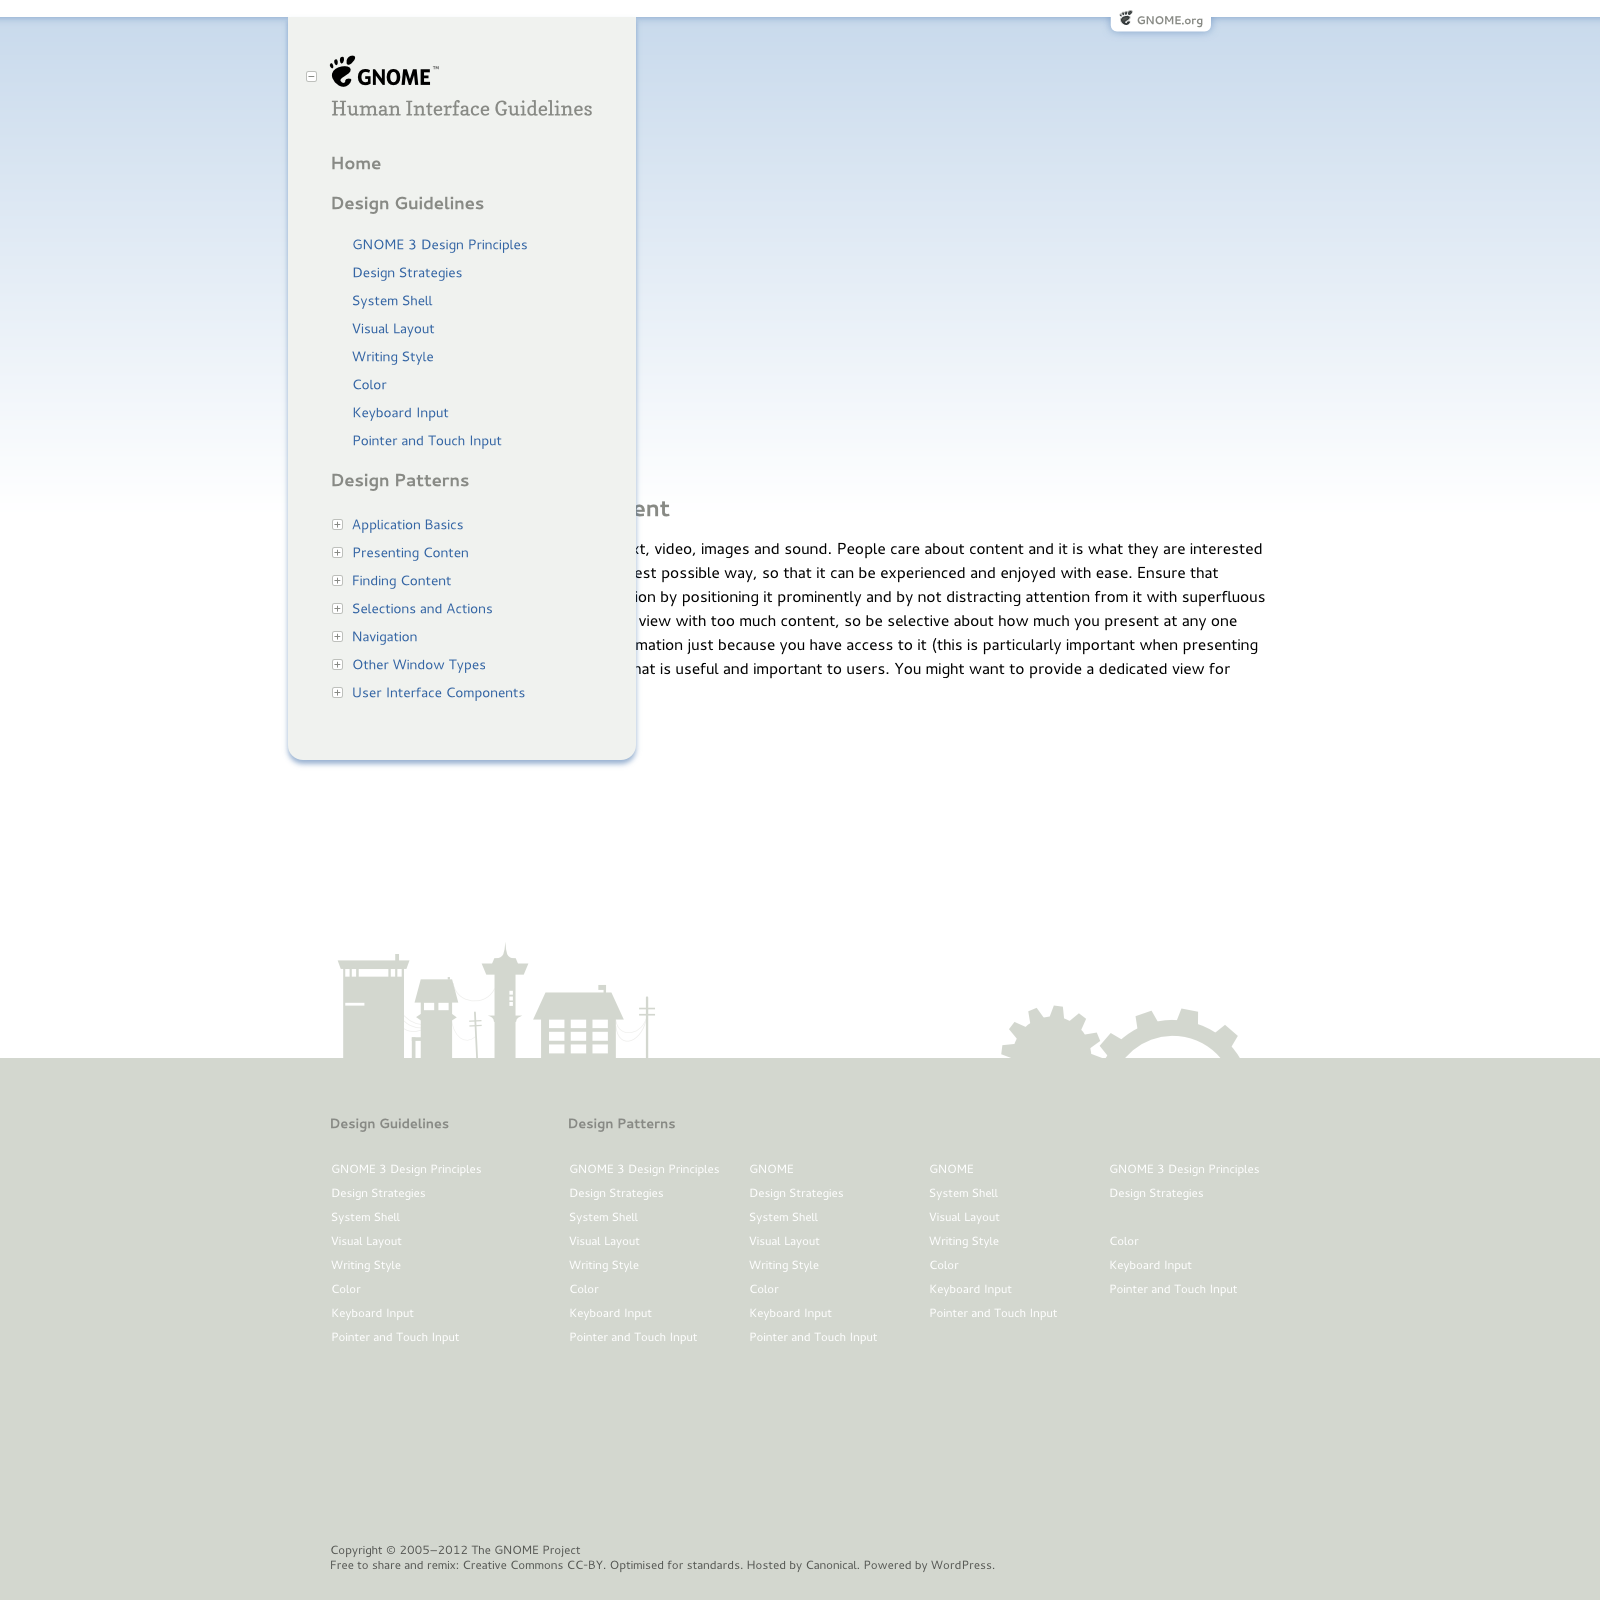 GNOME.org
GNOME™
Human Interface Guidelines
Home
Design Guidelines
GNOME 3 Design Principles
Design Strategies
System Shell
Visual Layout
Writing Style
Color
Keyboard Input
Pointer and Touch Input
Design Patterns
Application Basics
Presenting Conten
Finding Content
Selections and Actions
Navigation
Other Window Types
User Interface Components
ent
xt, video, images and sound. People care about content and it is what they are interested
est possible way, so that it can be experienced and enjoyed with ease. Ensure that
ion by positioning it prominently and by not distracting attention from it with superfluous
view with too much content, so be selective about how much you present at any one
mation just because you have access to it (this is particularly important when presenting
hat is useful and important to users. You might want to provide a dedicated view for
Design Guidelines
GNOME 3 Design Principles
Design Strategies
System Shell
Visual Layout
Writing Style
Color
Keyboard Input
Pointer and Touch Input
Design Patterns
GNOME 3 Design Principles
Design Strategies
System Shell
Visual Layout
Writing Style
Color
Keyboard Input
Pointer and Touch Input
GNOME
Design Strategies
System Shell
Visual Layout
Writing Style
Color
Keyboard Input
Pointer and Touch Input
GNOME
System Shell
Visual Layout
Writing Style
Color
Keyboard Input
Pointer and Touch Input
GNOME 3 Design Principles
Design Strategies
Color
Keyboard Input
Pointer and Touch Input
Copyright © 2005–2012 The GNOME Project
Free to share and remix: Creative Commons CC-BY. Optimised for standards. Hosted by Canonical. Powered by WordPress.